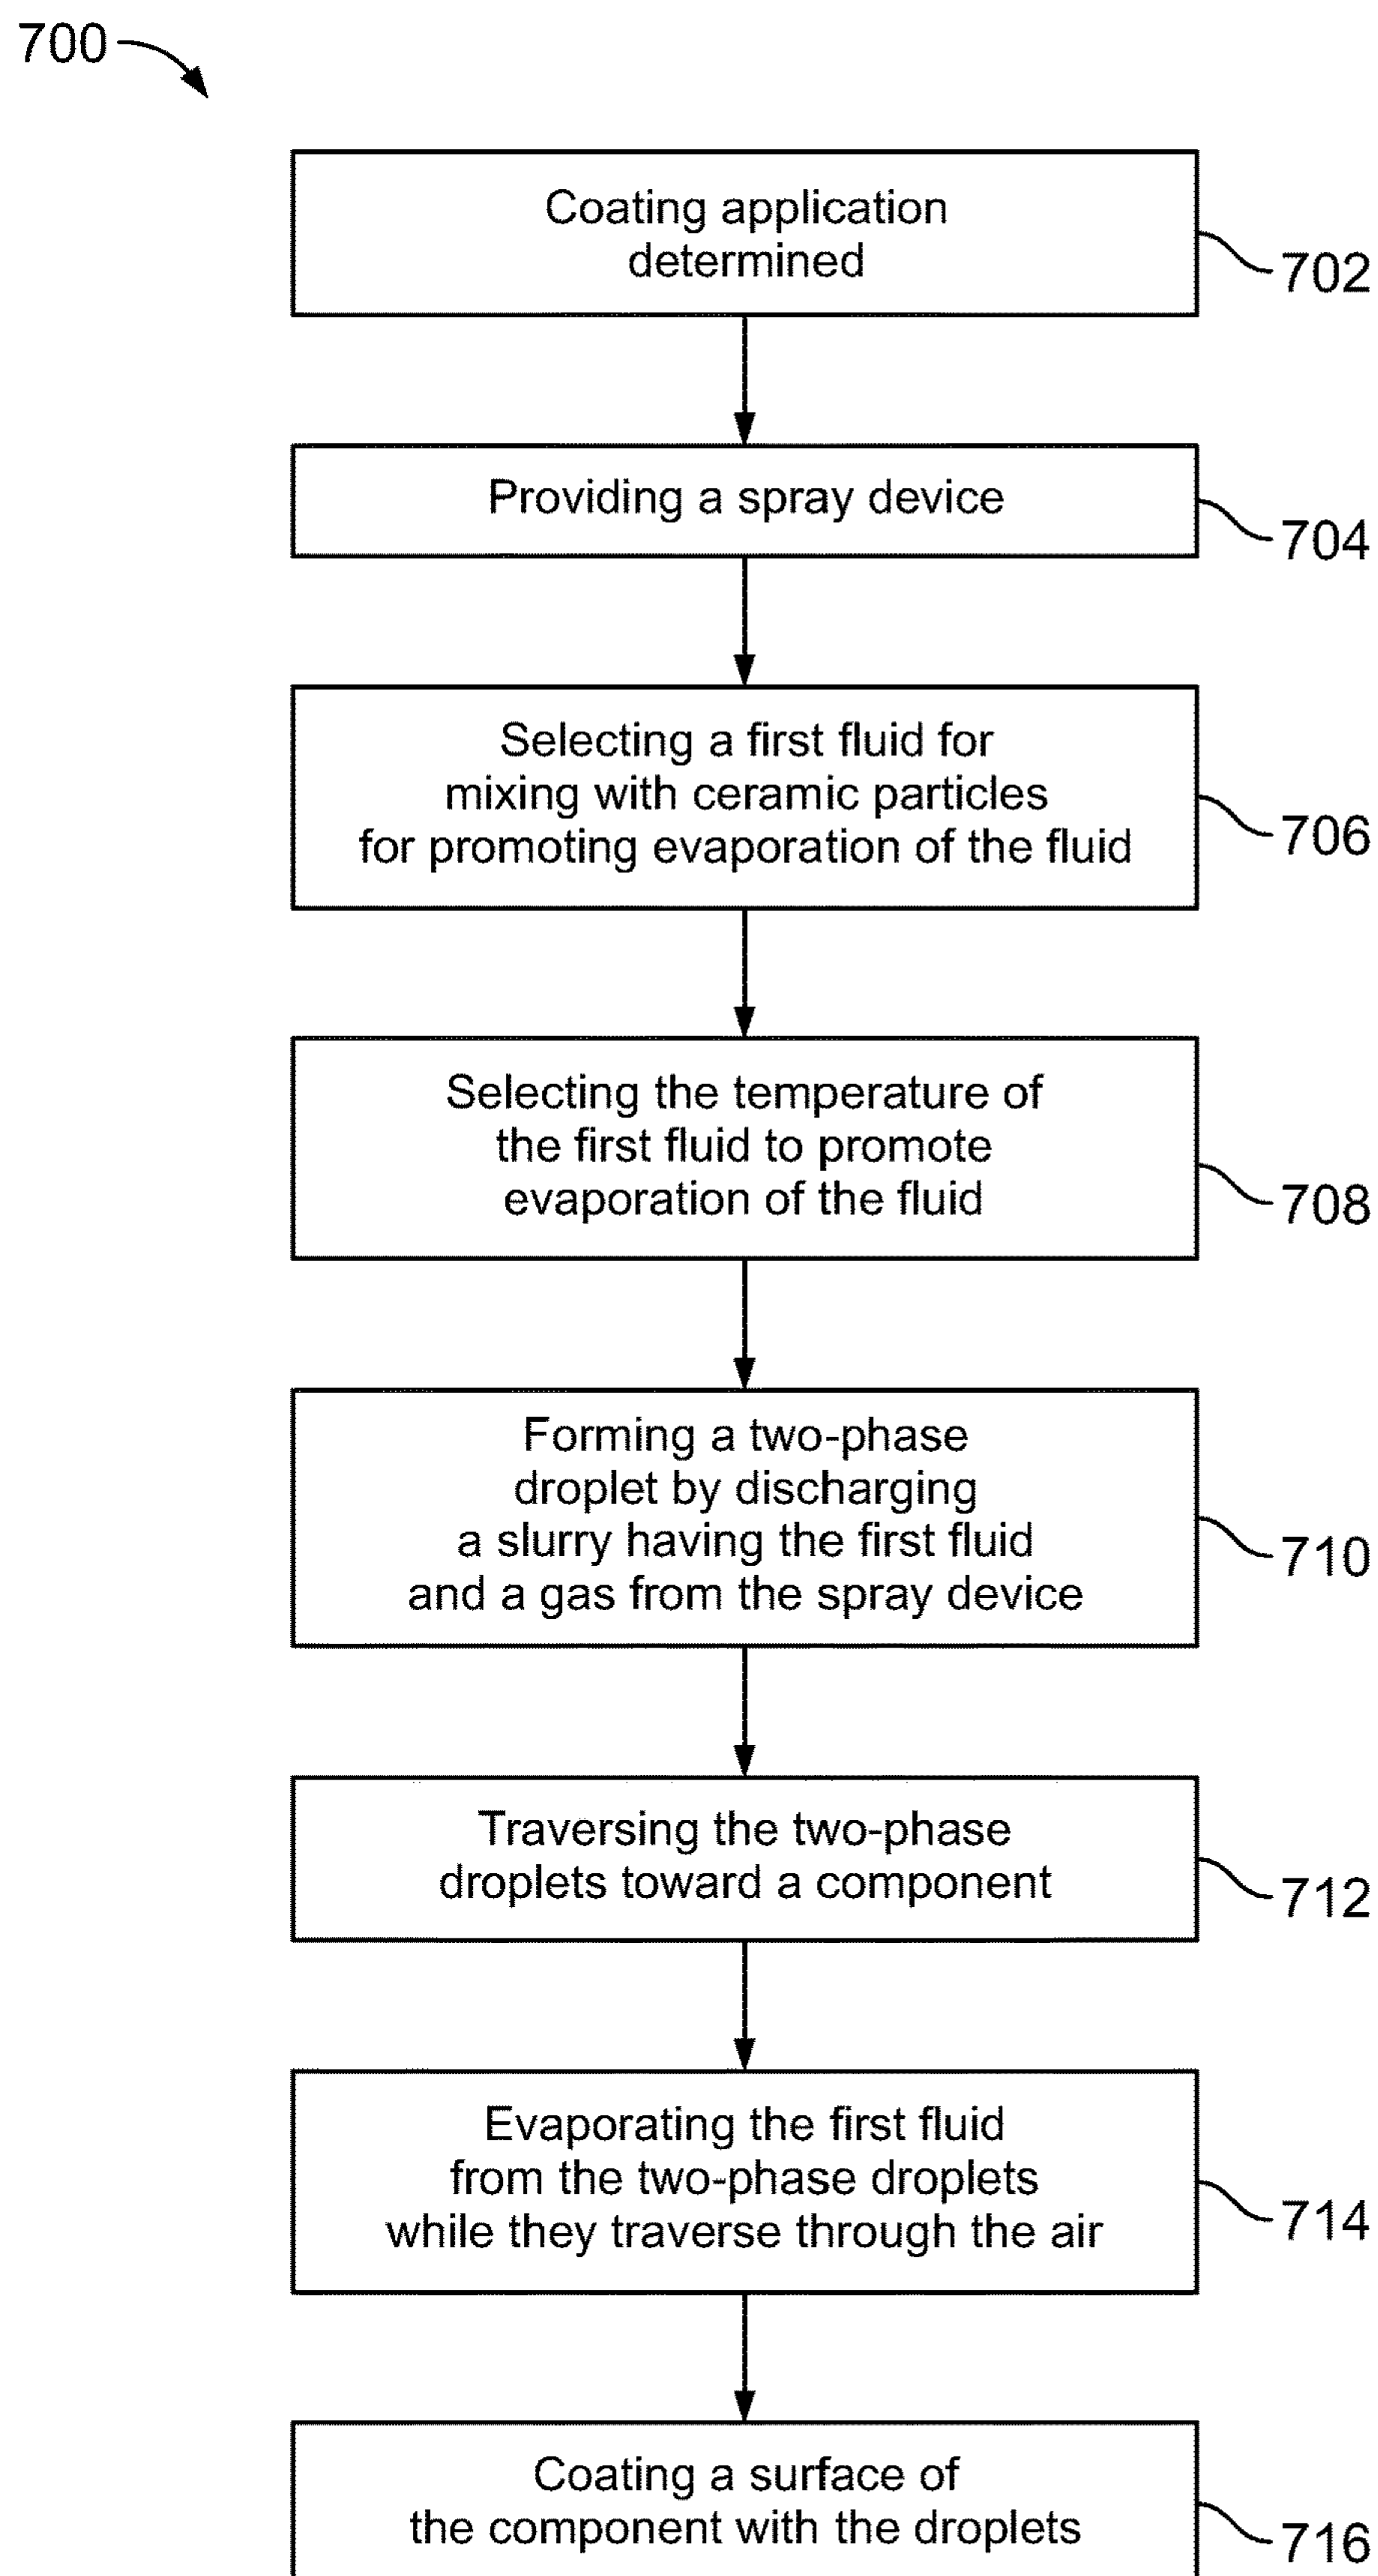 700
Coating application
determined
702
Providing a spray device
704
Selecting a first fluid for
mixing with ceramic particles
for promoting evaporation of the fluid
706
Selecting the temperature of
the first fluid to promote
evaporation of the fluid
708
Forming a two-phase
droplet by discharging
a slurry having the first fluid
and a gas from the spray device
710
Traversing the two-phase
droplets toward a component
712
Evaporating the first fluid
from the two-phase droplets
while they traverse through the air
714
Coating a surface of
the component with the droplets
716